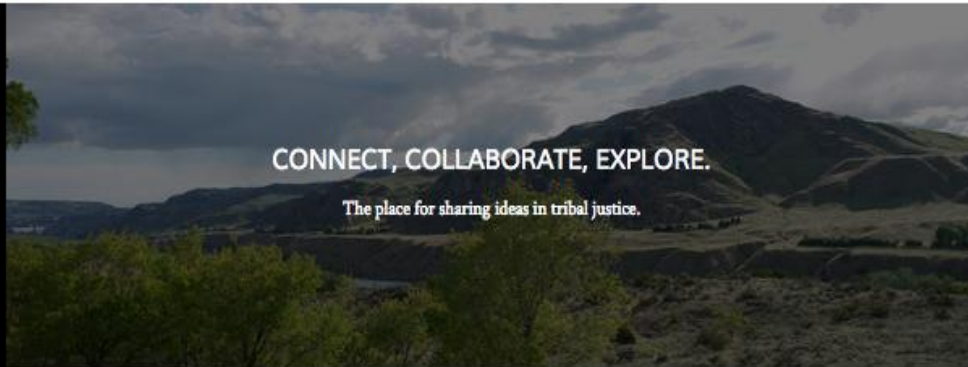 CONNECT, COLLABORATE, EXPLORE.
The place for sharing ideas in tribal justice.